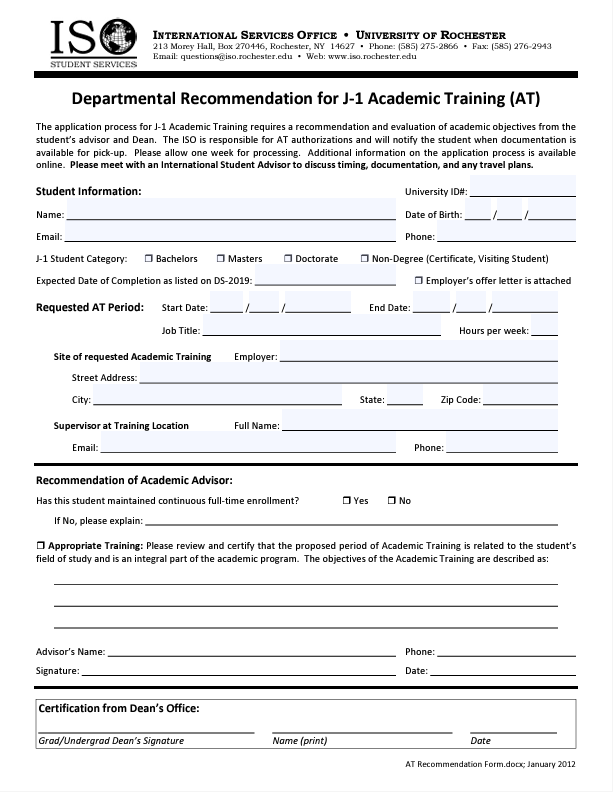 ISO
STUDENT SERVICES
INTERNATIONAL SERVICES OFFICE • UNIVERSITY OF ROCHESTER
213 Morey Hall, Box 270446, Rochester, NY 14627 • Phone: (585) 275-2866 • Fax: (585) 276-2943
Email: questions@iso.rochester.edu • Web: www.iso.rochester.edu
Departmental Recommendation for J-1 Academic Training (AT)
The application process for J-1 Academic Training requires a recommendation and evaluation of academic objectives from the
student's advisor and Dean. The ISO is responsible for AT authorizations and will notify the student when documentation is
available for pick-up. Please allow one week for processing. Additional information on the application process is available
online. Please meet with an International Student Advisor to discuss timing, documentation, and any travel plans.
Student Information: University ID#:
Name: Date of Birth: / /
Email: Phone:
J-1 Student Category: ❒ Bachelors ❒ Masters ❒ Doctorate ❒ Non-Degree (Certificate, Visiting Student)
Expected Date of Completion as listed on DS-2019: ❒ Employer's offer letter is attached
Requested AT Period: Start Date: / / End Date: / /
Job Title: Hours per week:
Site of requested Academic Training Employer:
Street Address:
City: State: Zip Code:
Supervisor at Training Location Full Name:
Email: Phone:
Recommendation of Academic Advisor:
Has this student maintained continuous full-time enrollment? ❒ Yes ❒ No
If No, please explain:
❒ Appropriate Training: Please review and certify that the proposed period of Academic Training is related to the student's
field of study and is an integral part of the academic program. The objectives of the Academic Training are described as:
Advisor's Name: Phone:
Signature: Date:
Certification from Dean's Office:
Grad/Undergrad Dean's Signature Name (print) Date
AT Recommendation Form.docx; January 2012